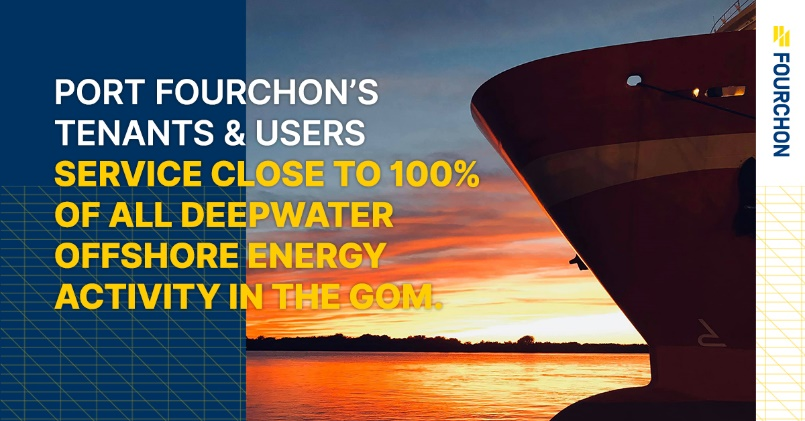 PORT FOURCHON’S
TENANTS & USERS
SERVICE CLOSE TO 100%
OF ALL DEEPWATER
OFFSHORE ENERGY
ACTIVITY IN THE GOM.
FOURCHON